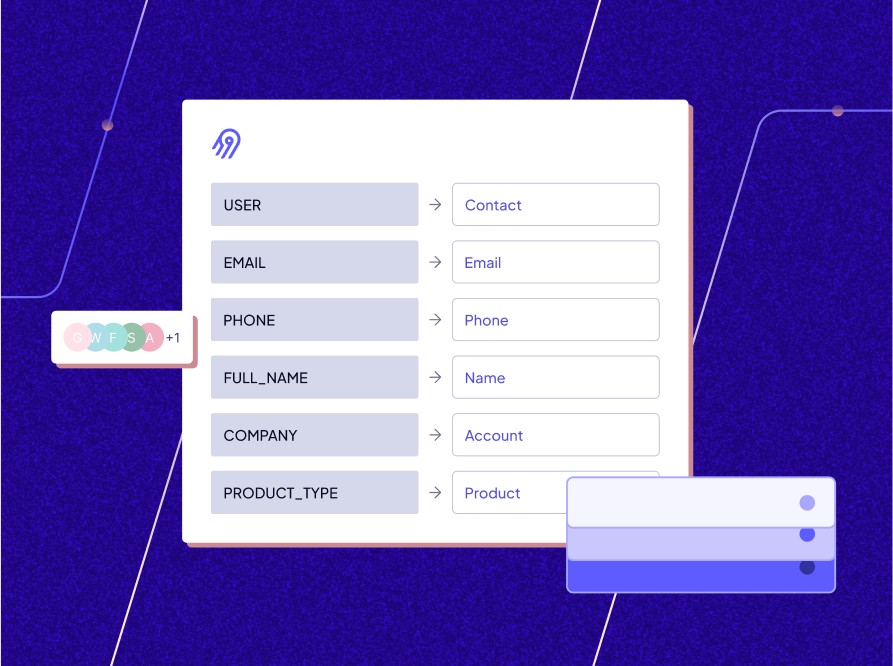 USER Contact
EMAIL Email
PHONE Phone
G W F S A +1
FULL_NAME Name
COMPANY Account
PRODUCT_TYPE Product